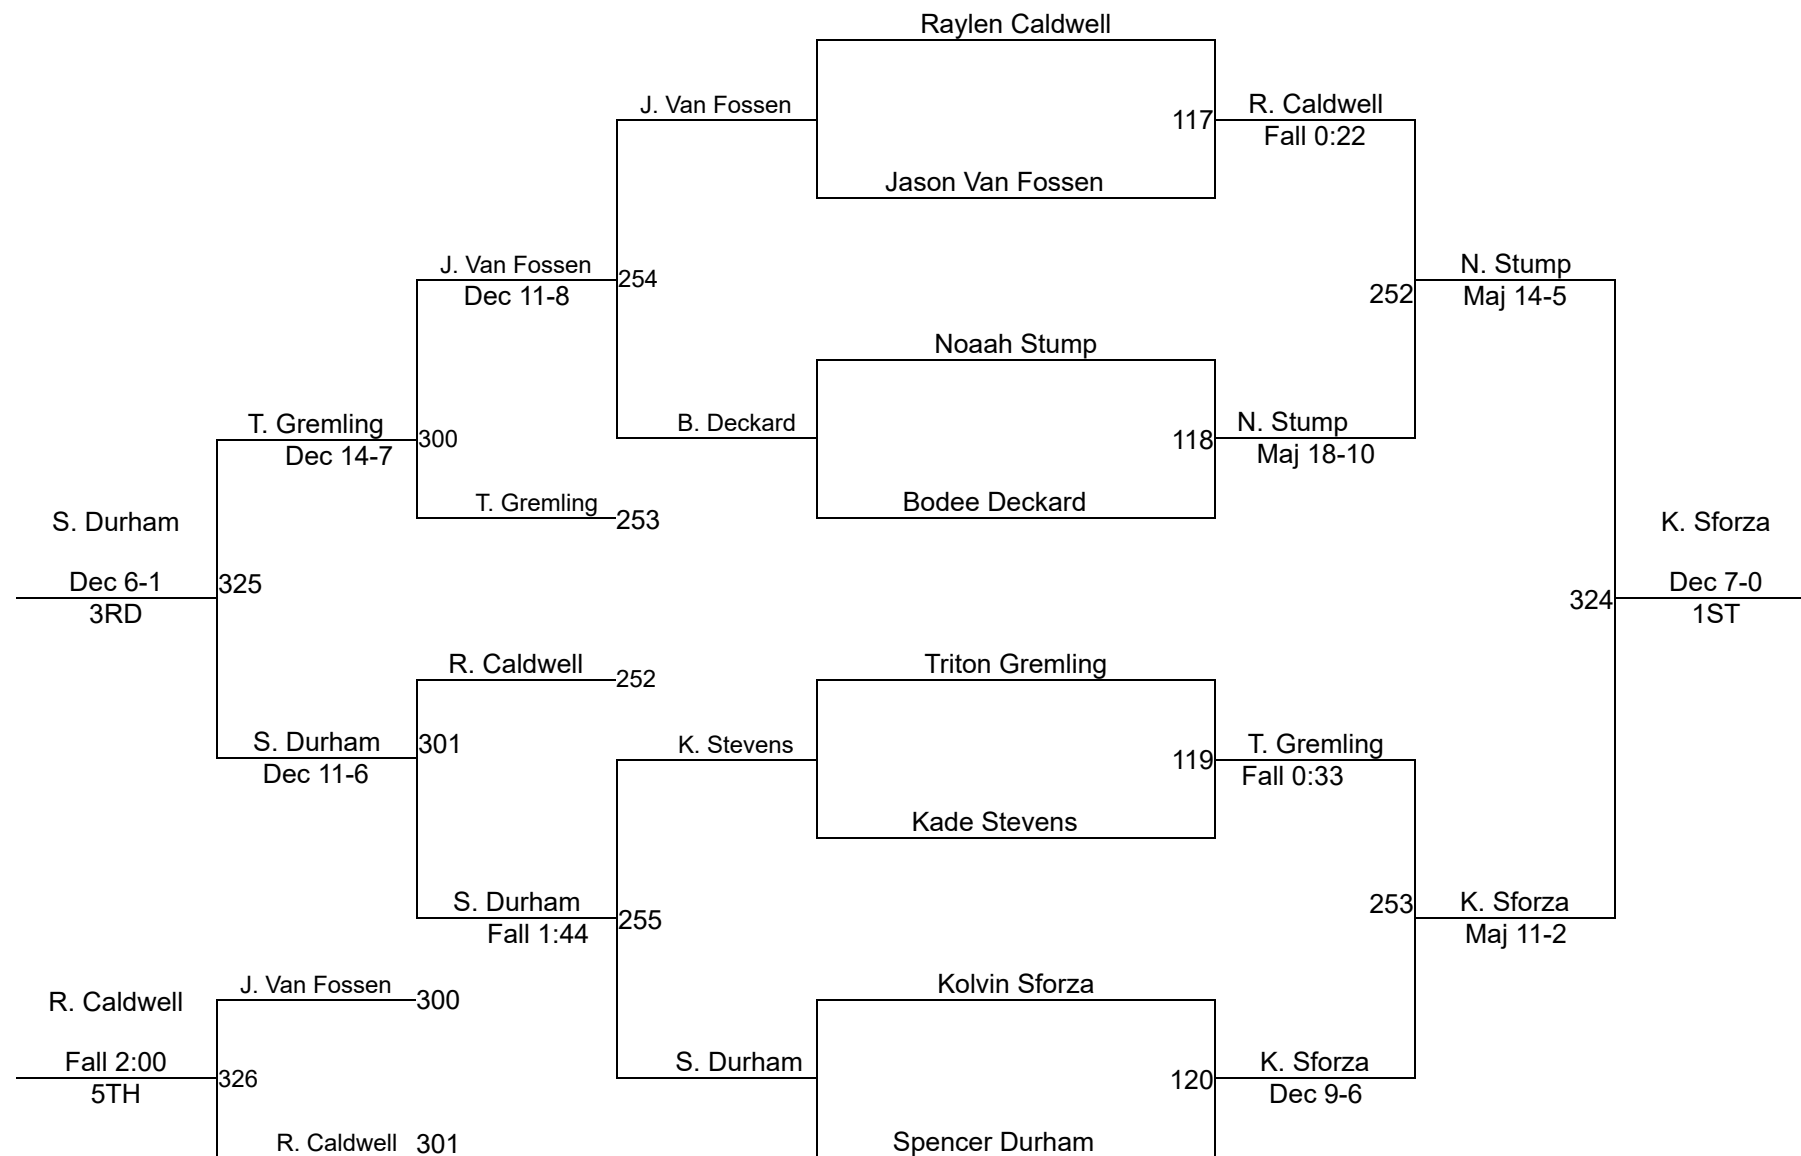 Raylen Caldwell
J. Van Fossen
117
R. Caldwell
Fall 0:22
Jason Van Fossen
J. Van Fossen
Dec 11-8
254
252
N. Stump
Maj 14-5
Noaah Stump
T. Gremling
Dec 14-7
300
B. Deckard
118
N. Stump
Maj 18-10
T. Gremling
253
Bodee Deckard
S. Durham
Dec 6-1
3RD
325
K. Sforza
324
Dec 7-0
1ST
R. Caldwell
252
Triton Gremling
S. Durham
Dec 11-6
301
K. Stevens
119
T. Gremling
Fall 0:33
Kade Stevens
S. Durham
Fall 1:44
255
253
K. Sforza
Maj 11-2
R. Caldwell
J. Van Fossen
300
Kolvin Sforza
Fall 2:00
5TH
326
S. Durham
120
K. Sforza
Dec 9-6
R. Caldwell
301
Spencer Durham